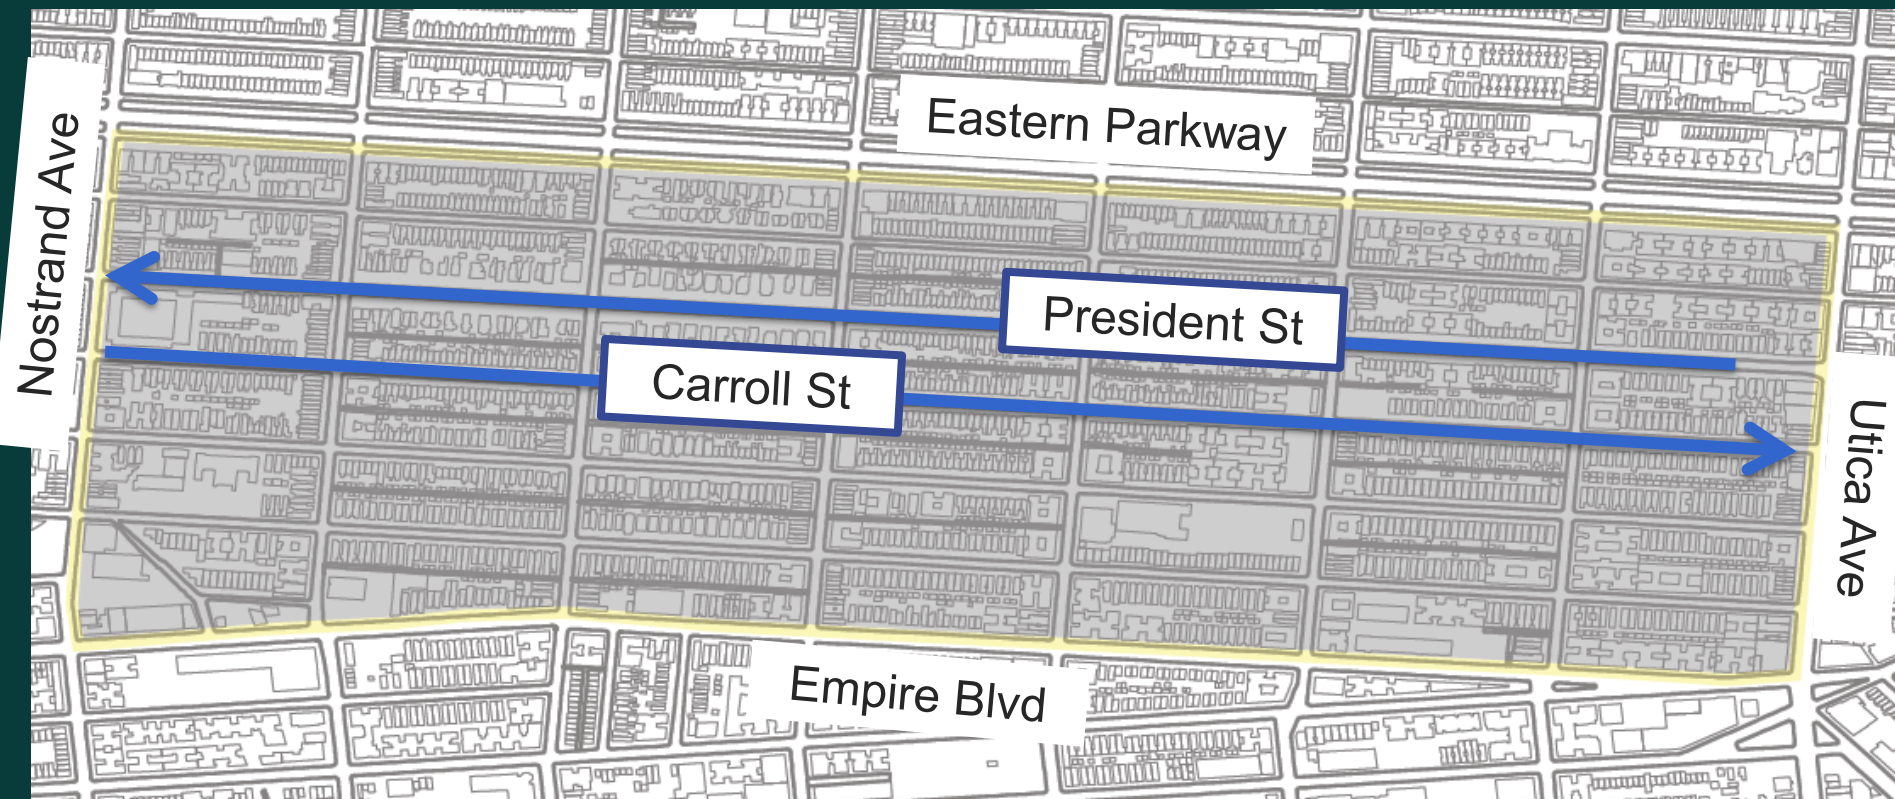 Eastern Parkway
Nostrand Ave
President St
Carroll St
Utica Ave
Empire Blvd